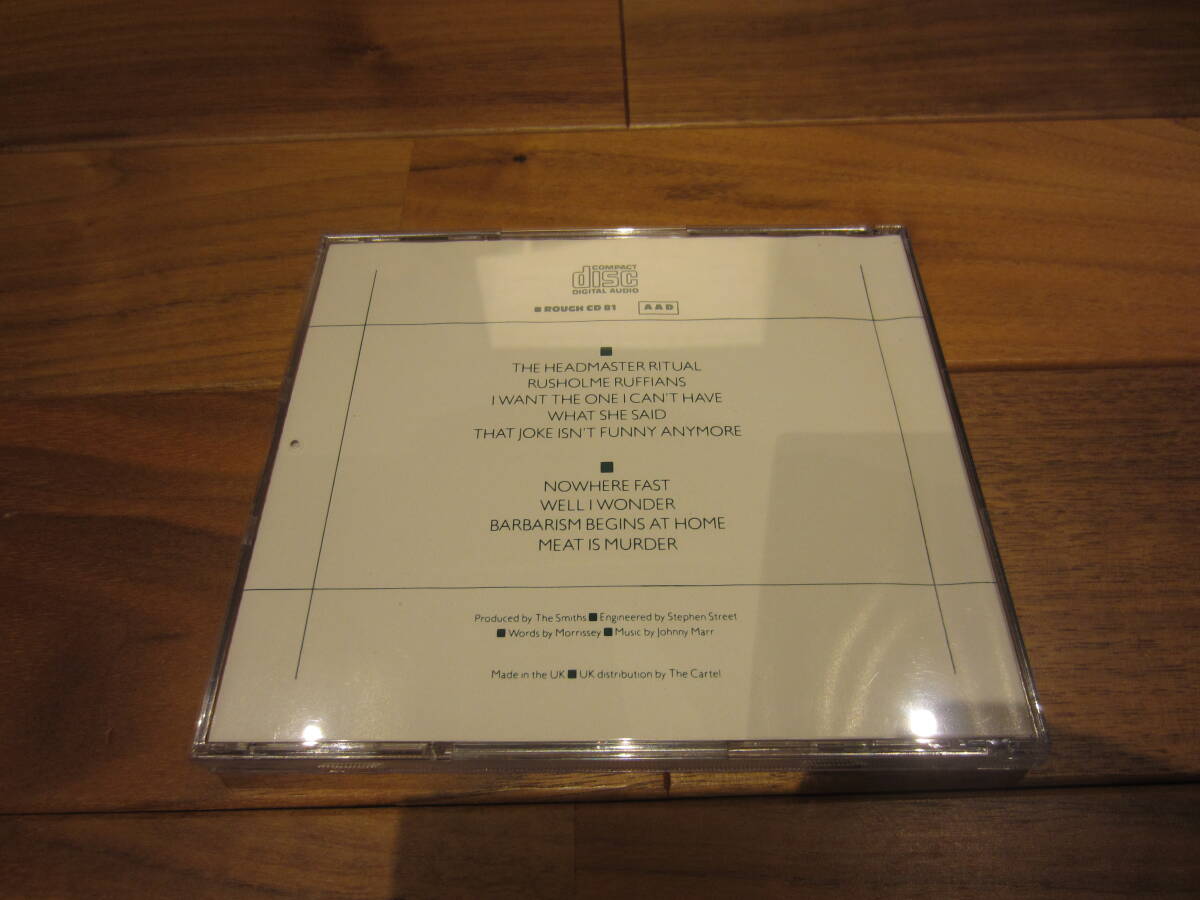 COMPACT
disc
DIGITAL AUDIO
ROUGH CD 81 AAD
THE HEADMASTER RITUAL
RUSHOLME RUFFIANS
I WANT THE ONE I CAN'T HAVE
WHAT SHE SAID
THAT JOKE ISN'T FUNNY ANYMORE
NOWHERE FAST
WELL I WONDER
BARBARISM BEGINS AT HOME
MEAT IS MURDER
Produced by The Smiths ■ Engineered by Stephen Street
■ Words by Morrissey ■ Music by Johnny Marr
Made in the UK ■ UK distribution by The Cartel